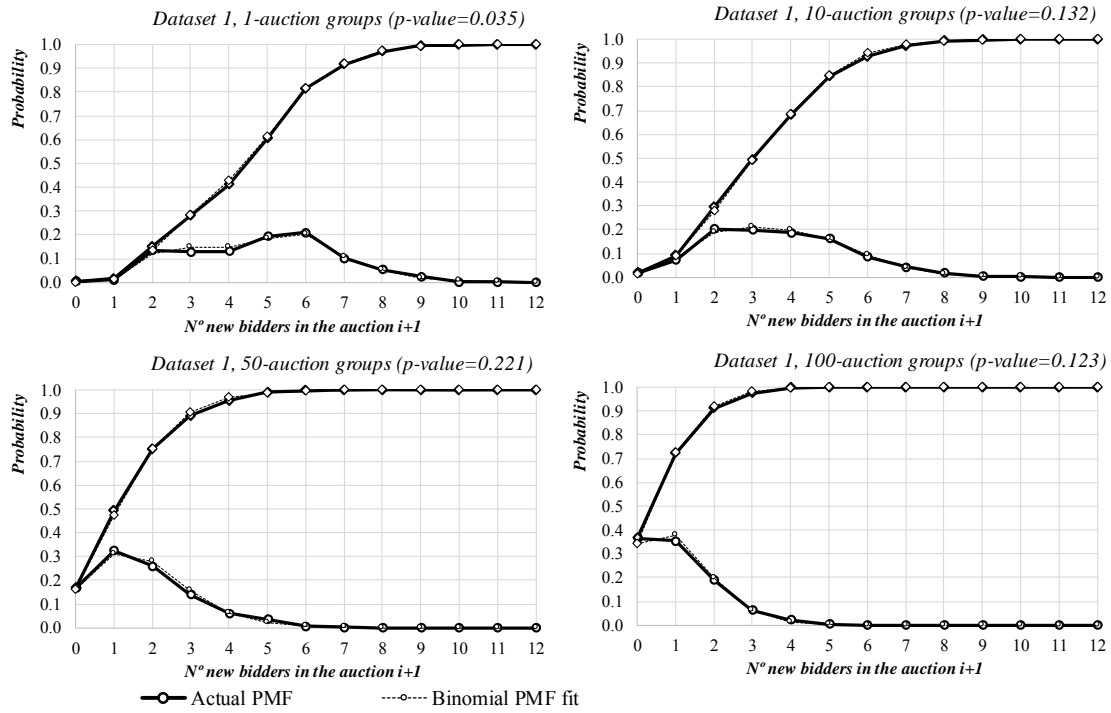 Dataset 1, 1-auction groups (p-value=0.035)
Probability
1.0
0.9
0.8
0.7
0.6
0.5
0.4
0.3
0.2
0.1
0.0
0 1 2 3 4 5 6 7 8 9 10 11 12
Nº new bidders in the auction i+1
Dataset 1, 10-auction groups (p-value=0.132)
Probability
1.0
0.9
0.8
0.7
0.6
0.5
0.4
0.3
0.2
0.1
0.0
0 1 2 3 4 5 6 7 8 9 10 11 12
Nº new bidders in the auction i+1
Dataset 1, 50-auction groups (p-value=0.221)
Probability
1.0
0.9
0.8
0.7
0.6
0.5
0.4
0.3
0.2
0.1
0.0
0 1 2 3 4 5 6 7 8 9 10 11 12
Nº new bidders in the auction i+1
Dataset 1, 100-auction groups (p-value=0.123)
Probability
1.0
0.9
0.8
0.7
0.6
0.5
0.4
0.3
0.2
0.1
0.0
0 1 2 3 4 5 6 7 8 9 10 11 12
Nº new bidders in the auction i+1
Actual PMF
Binomial PMF fit